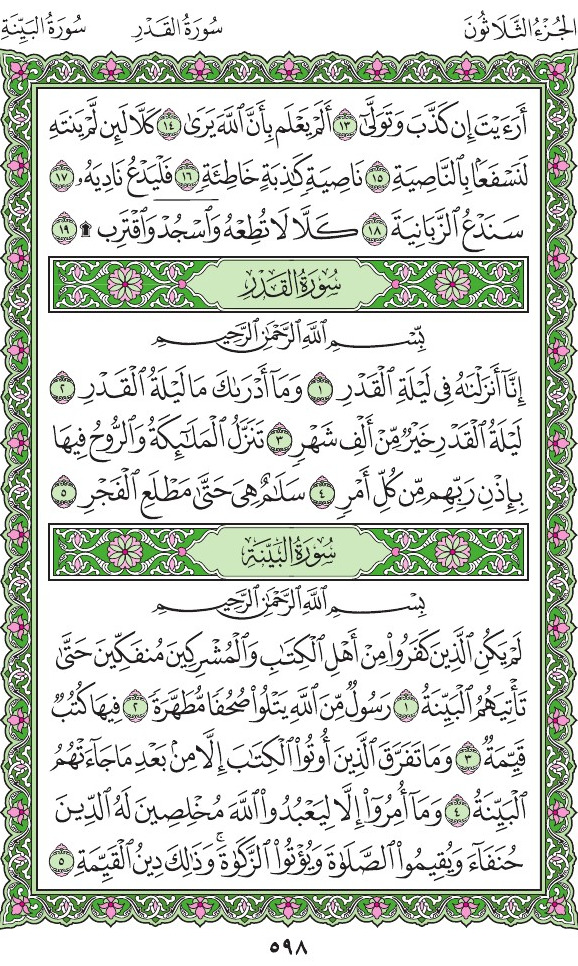 الجُزْءُ الثَّلَاثُونَ سُورَةُ القَدْرِ سُورَةُ البَيِّنَةِ
أَرَءَيْتَ إِن كَذَّبَ وَتَوَلَّىٰٓ ١٣ أَلَمْ يَعْلَم بِأَنَّ ٱللَّهَ يَرَىٰ ١٤ كَلَّا لَئِن لَّمْ يَنتَهِ
لَنَسْفَعًۢا بِٱلنَّاصِيَةِ ١٥ نَاصِيَةٍ كَٰذِبَةٍ خَاطِئَةٍ ١٦ فَلْيَدْعُ نَادِيَهُۥ ١٧
سَنَدْعُ ٱلزَّبَانِيَةَ ١٨ كَلَّا لَا تُطِعْهُ وَٱسْجُدْ وَٱقْتَرِب ۩ ١٩
سُورَةُ القَدْرِ
بِسْمِ ٱللَّهِ ٱلرَّحْمَٰنِ ٱلرَّحِيمِ
إِنَّآ أَنزَلْنَٰهُ فِى لَيْلَةِ ٱلْقَدْرِ ١ وَمَآ أَدْرَىٰكَ مَا لَيْلَةُ ٱلْقَدْرِ ٢
لَيْلَةُ ٱلْقَدْرِ خَيْرٌ مِّنْ أَلْفِ شَهْرٍ ٣ تَنَزَّلُ ٱلْمَلَٰٓئِكَةُ وَٱلرُّوحُ فِيهَا
بِإِذْنِ رَبِّهِم مِّن كُلِّ أَمْرٍ ٤ سَلَٰمٌ هِىَ حَتَّىٰ مَطْلَعِ ٱلْفَجْرِ ٥
سُورَةُ البَيِّنَةِ
بِسْمِ ٱللَّهِ ٱلرَّحْمَٰنِ ٱلرَّحِيمِ
لَمْ يَكُنِ ٱلَّذِينَ كَفَرُوا۟ مِنْ أَهْلِ ٱلْكِتَٰبِ وَٱلْمُشْرِكِينَ مُنفَكِّينَ حَتَّىٰ
تَأْتِيَهُمُ ٱلْبَيِّنَةُ ١ رَسُولٌ مِّنَ ٱللَّهِ يَتْلُوا۟ صُحُفًا مُّطَهَّرَةً ٢ فِيهَا كُتُبٌ
قَيِّمَةٌ ٣ وَمَا تَفَرَّقَ ٱلَّذِينَ أُوتُوا۟ ٱلْكِتَٰبَ إِلَّا مِنۢ بَعْدِ مَا جَآءَتْهُمُ
ٱلْبَيِّنَةُ ٤ وَمَآ أُمِرُوٓا۟ إِلَّا لِيَعْبُدُوا۟ ٱللَّهَ مُخْلِصِينَ لَهُ ٱلدِّينَ
حُنَفَآءَ وَيُقِيمُوا۟ ٱلصَّلَوٰةَ وَيُؤْتُوا۟ ٱلزَّكَوٰةَ ۚ وَذَٰلِكَ دِينُ ٱلْقَيِّمَةِ ٥
٥٩٨